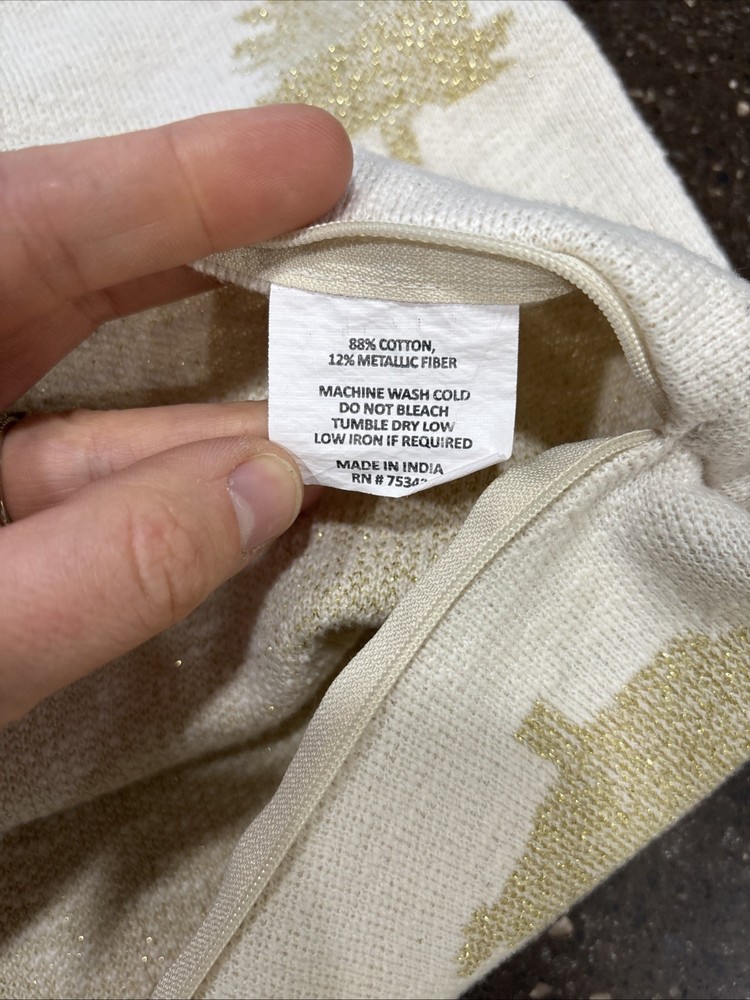 88% COTTON,
12% METALLIC FIBER
MACHINE WASH COLD
DO NOT BLEACH
TUMBLE DRY LOW
LOW IRON IF REQUIRED
MADE IN INDIA
RN #